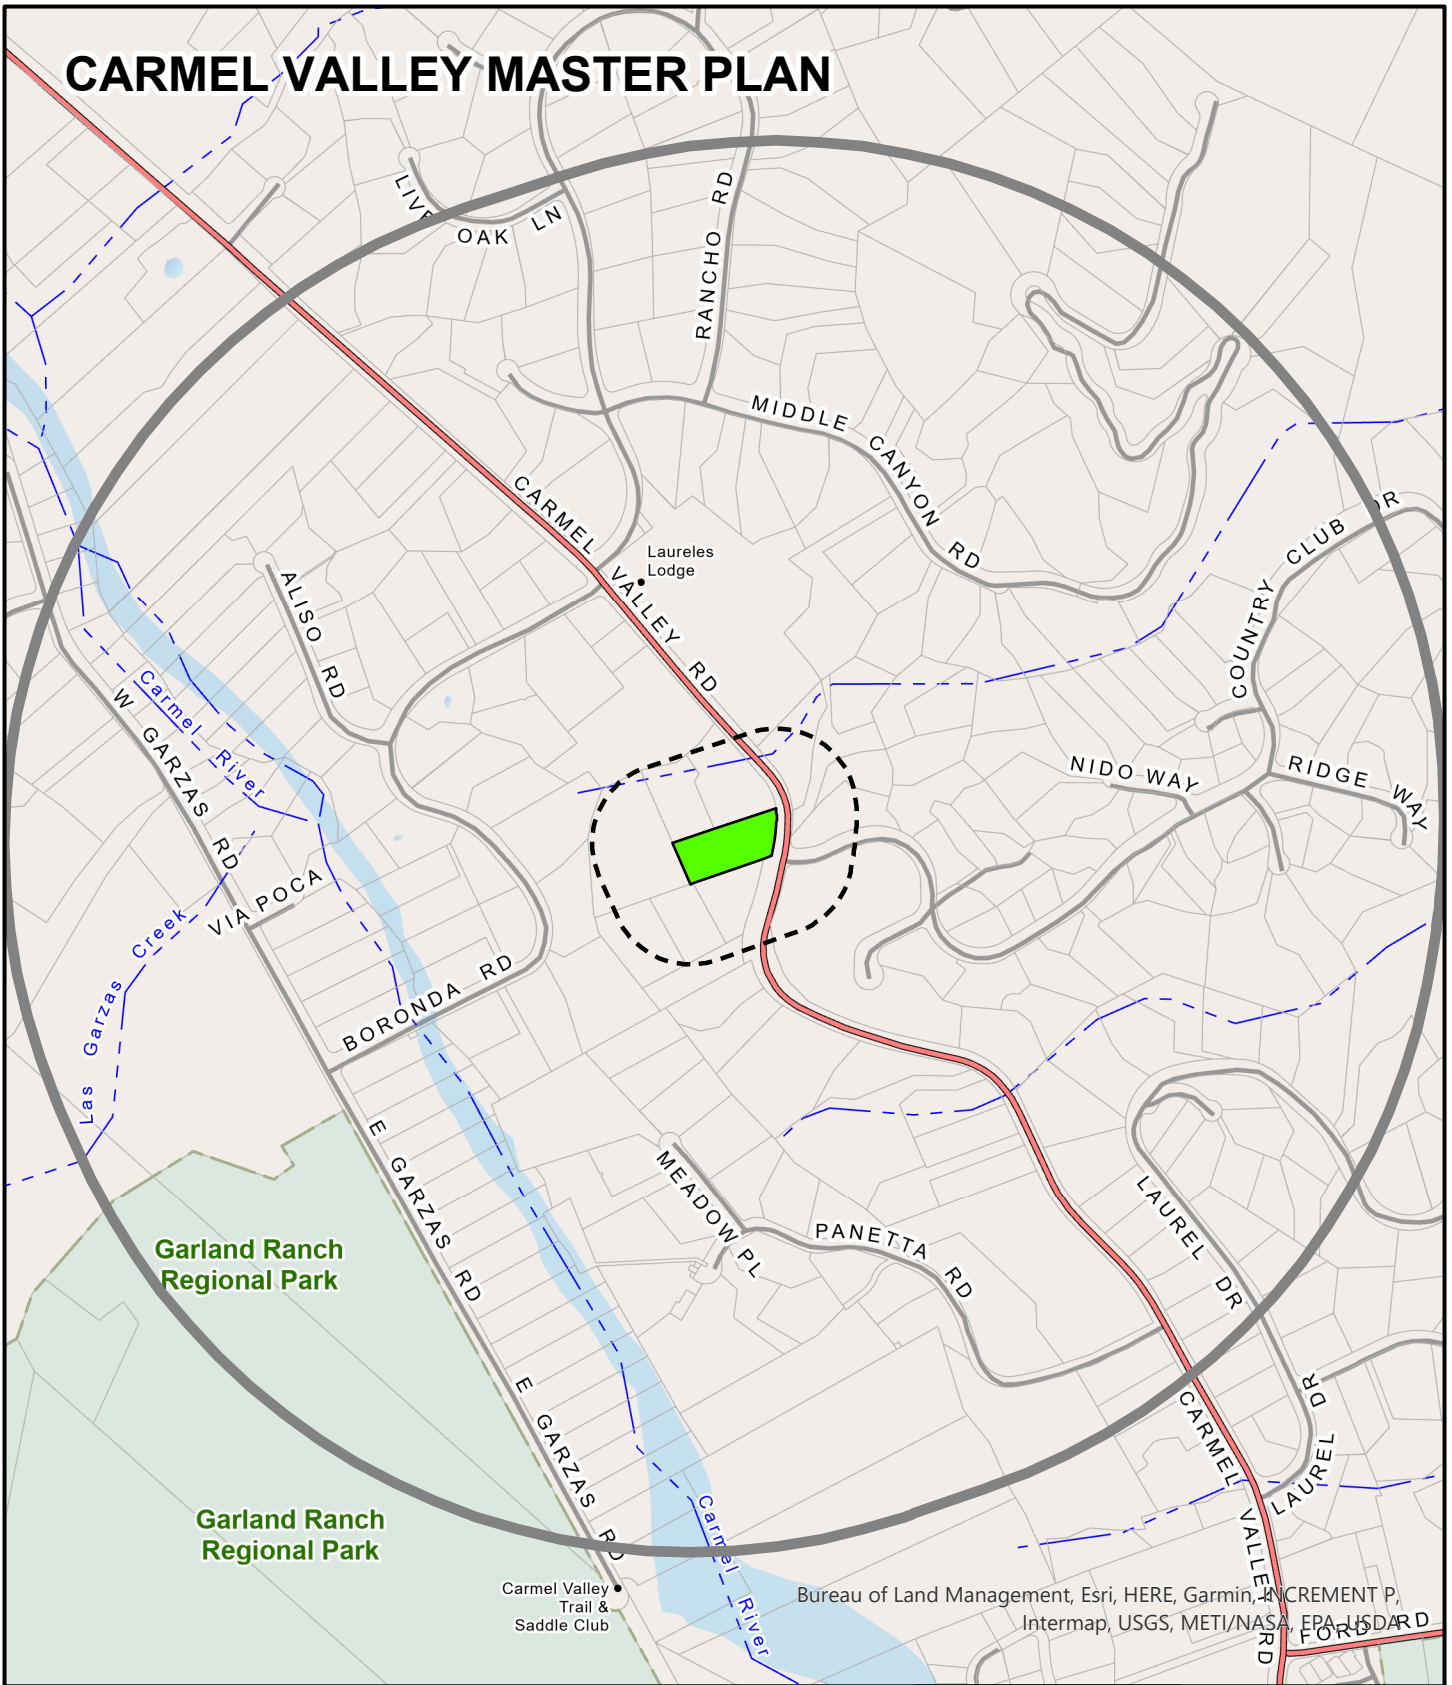 CARMEL VALLEY MASTER PLAN
LIVE OAK LN
RANCHO RD
MIDDLE CANYON RD
CARMEL VALLEY RD
Laureles
Lodge
COUNTRY CLUB DR
ALISO RD
W GARZAS RD
Carmel River
NIDO WAY
RIDGE WAY
VIA POCA
Las Garzas Creek
BORONDA RD
E GARZAS RD
MEADOW PL
PANETTA RD
LAUREL DR
Garland Ranch
Regional Park
E GARZAS RD
CARMEL VALLEY RD
LAUREL DR
Garland Ranch
Regional Park
Carmel River
Carmel Valley
Trail &
Saddle Club
Bureau of Land Management, Esri, HERE, Garmin, INCREMENT P,
Intermap, USGS, METI/NASA, EPA, USDA
FORD RD